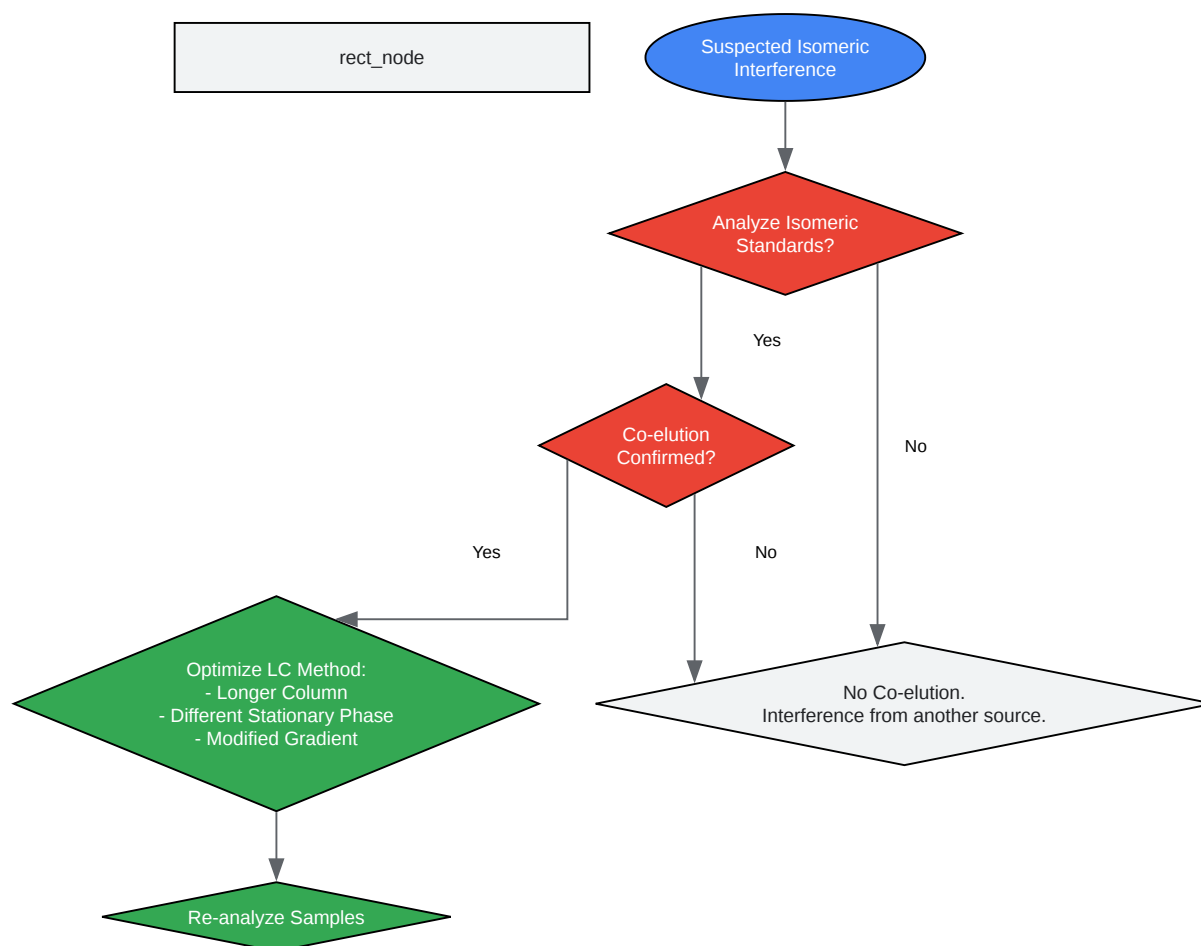 rect_node
Suspected Isomeric
Interference
Analyze Isomeric
Standards?
Yes
No
Co-elution
Confirmed?
Yes
No
Optimize LC Method:
- Longer Column
- Different Stationary Phase
- Modified Gradient
No Co-elution.
Interference from another source.
Re-analyze Samples